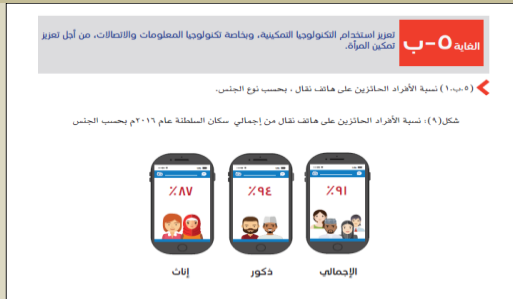 الغاية ٥-ب
تعزيز استخدام التكنولوجيا التمكينية، وبخاصة تكنولوجيا المعلومات والاتصالات، من أجل تعزيز
تمكين المرأة.
(٥.ب.١) نسبة الأفراد الحائزين على هاتف نقال ، بحسب نوع الجنس.
شكل(٩): نسبة الأفراد الحائزين على هاتف نقال من إجمالي سكان السلطنة عام ٢٠١٦م بحسب الجنس
٪٩١ ٪٩٤ ٪٨٧
الإجمالي ذكور إناث